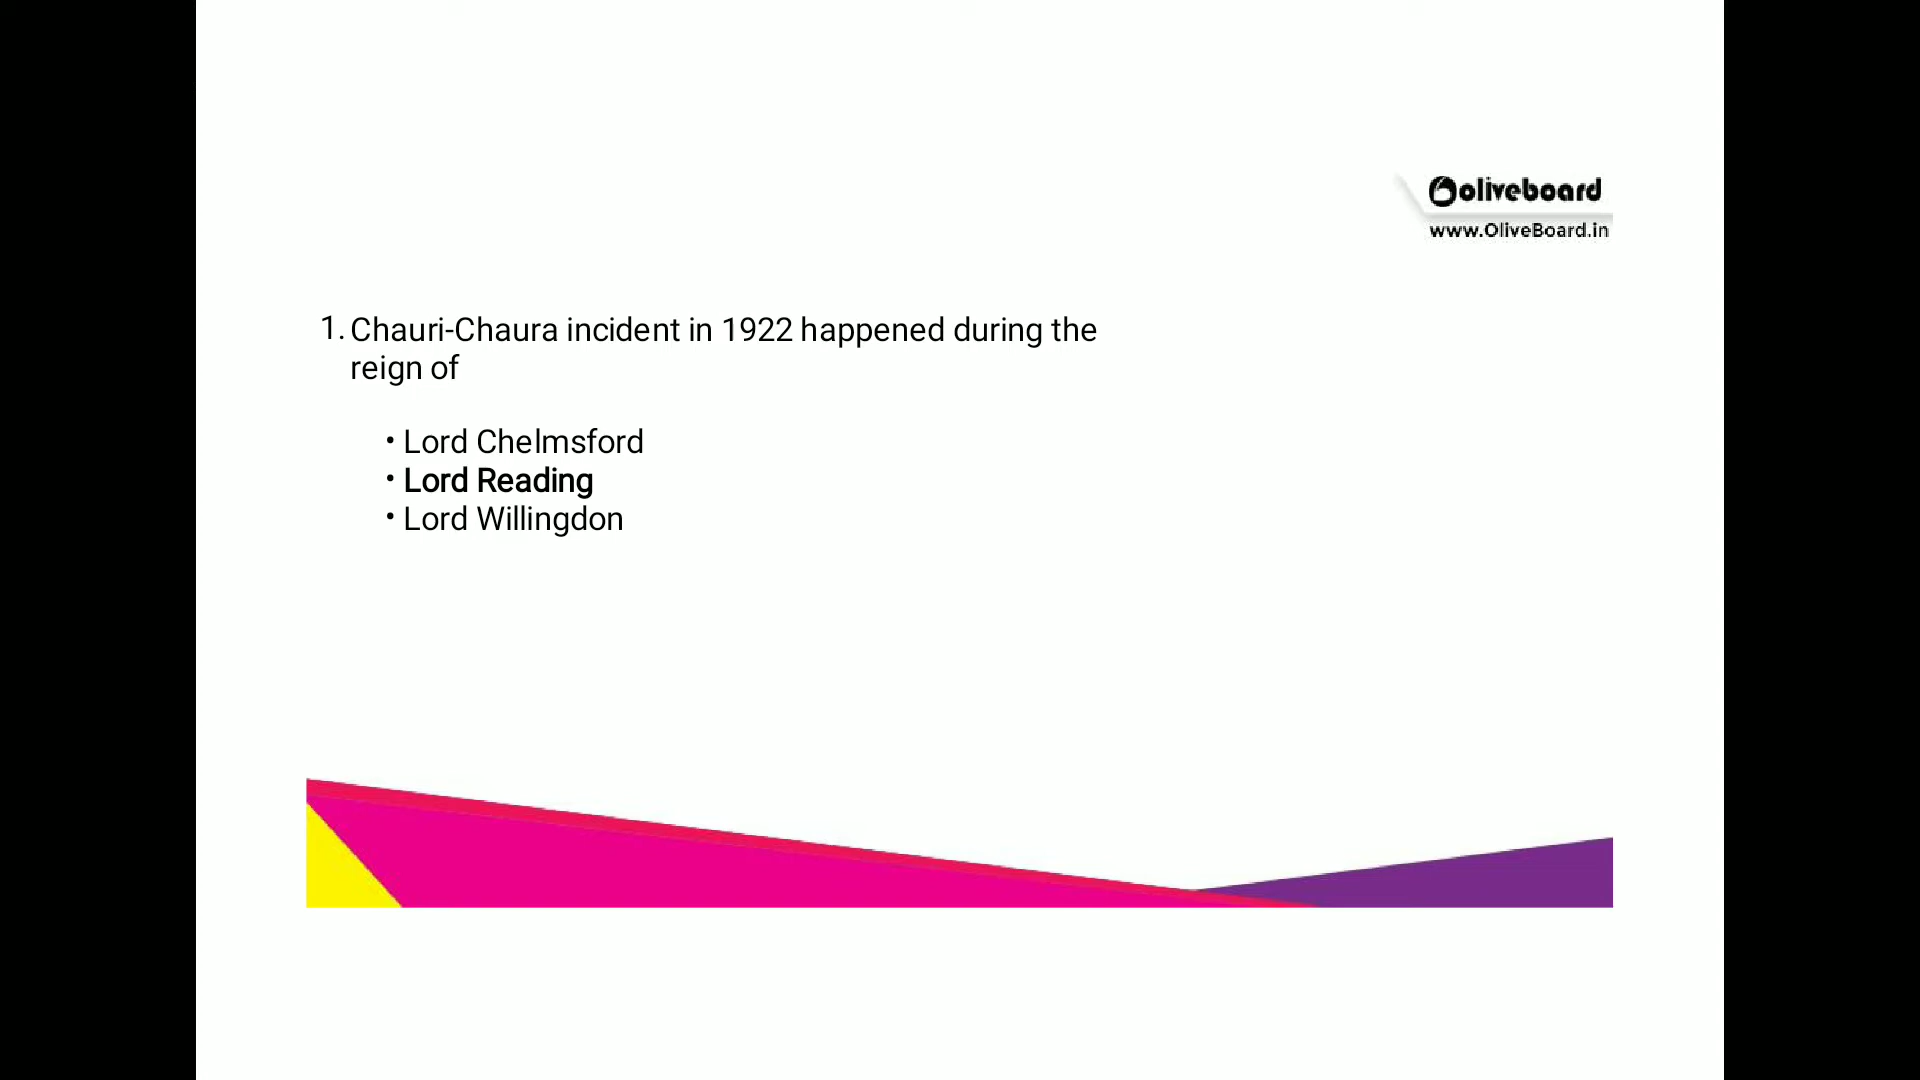 oliveboard
www.OliveBoard.in
1. Chauri-Chaura incident in 1922 happened during the
reign of
• Lord Chelmsford
• Lord Reading
• Lord Willingdon